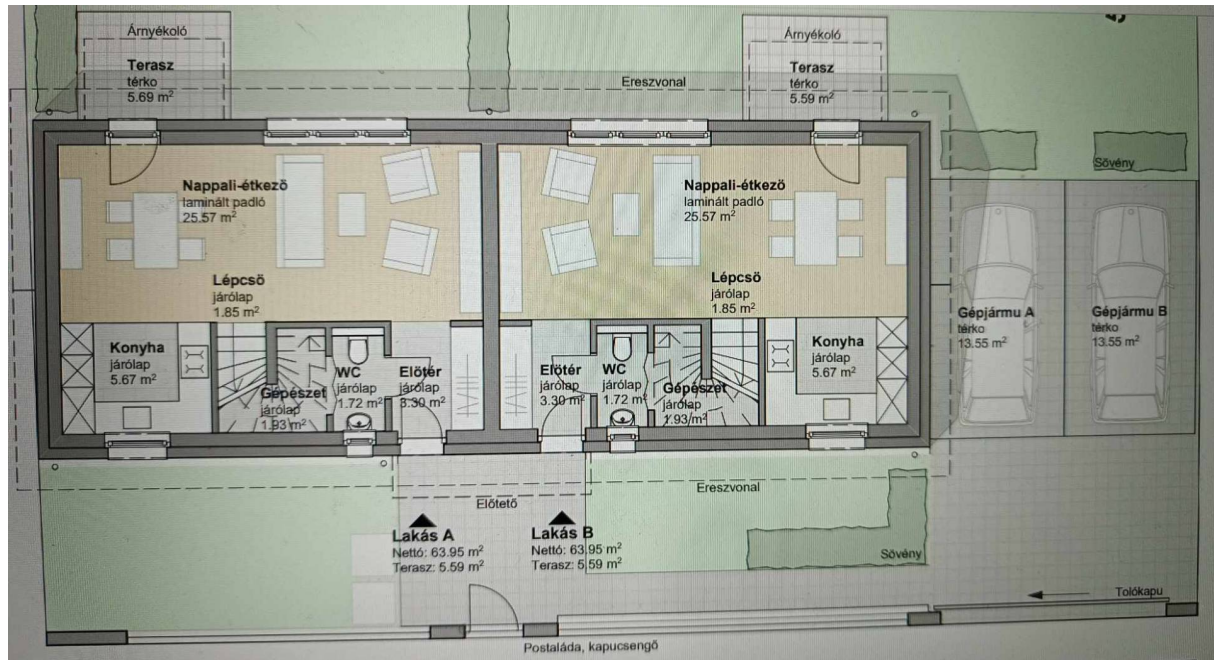 Árnyékoló
Terasz
térko
5.69 m²
Ereszvonal
Árnyékoló
Terasz
térko
5.59 m²
Sövény
Nappali-étkezö
laminált padló
25.57 m²
Lépcsö
járólap
1.85 m²
Nappali-étkezö
laminált padló
25.57 m²
Lépcsö
járólap
1.85 m²
Konyha
járólap
5.67 m²
Gépészet
járólap
1.93 m²
WC
járólap
1.72 m²
Elötér
járólap
3.30 m²
Elötér
járólap
3.30 m²
WC
járólap
1.72 m²
Gépészet
járólap
1.93 m²
Konyha
járólap
5.67 m²
Gépjármu A
térko
13.55 m²
Gépjármu B
térko
13.55 m²
Előtető
Ereszvonal
Lakás A
Nettó: 63.95 m²
Terasz: 5.59 m²
Lakás B
Nettó: 63.95 m²
Terasz: 5.59 m²
Sövény
Tolókapu
Postaláda, kapucsengő